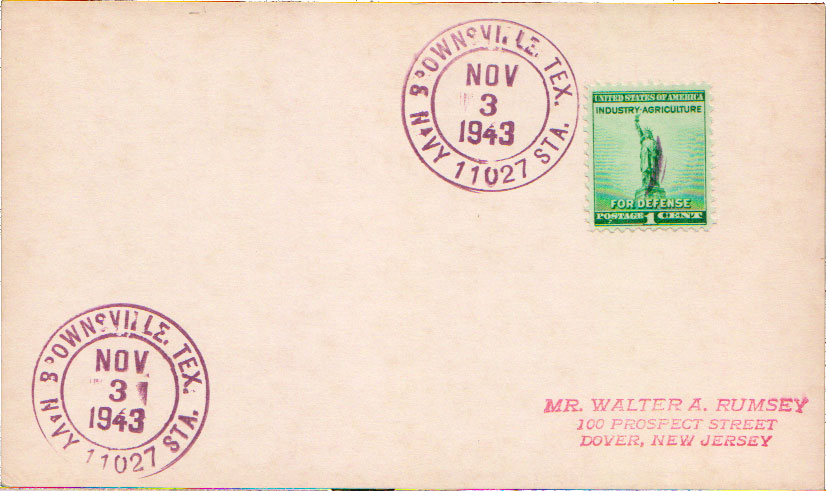 BROWNSVILLE, TEX.
NOV
3
1943
NAVY 11027 STA.
UNITED STATES OF AMERICA
INDUSTRY·AGRICULTURE
FOR DEFENSE
POSTAGE 1 CENT
BROWNSVILLE, TEX.
NOV
3
1943
NAVY 11027 STA.
MR. WALTER A. RUMSEY
100 PROSPECT STREET
DOVER, NEW JERSEY